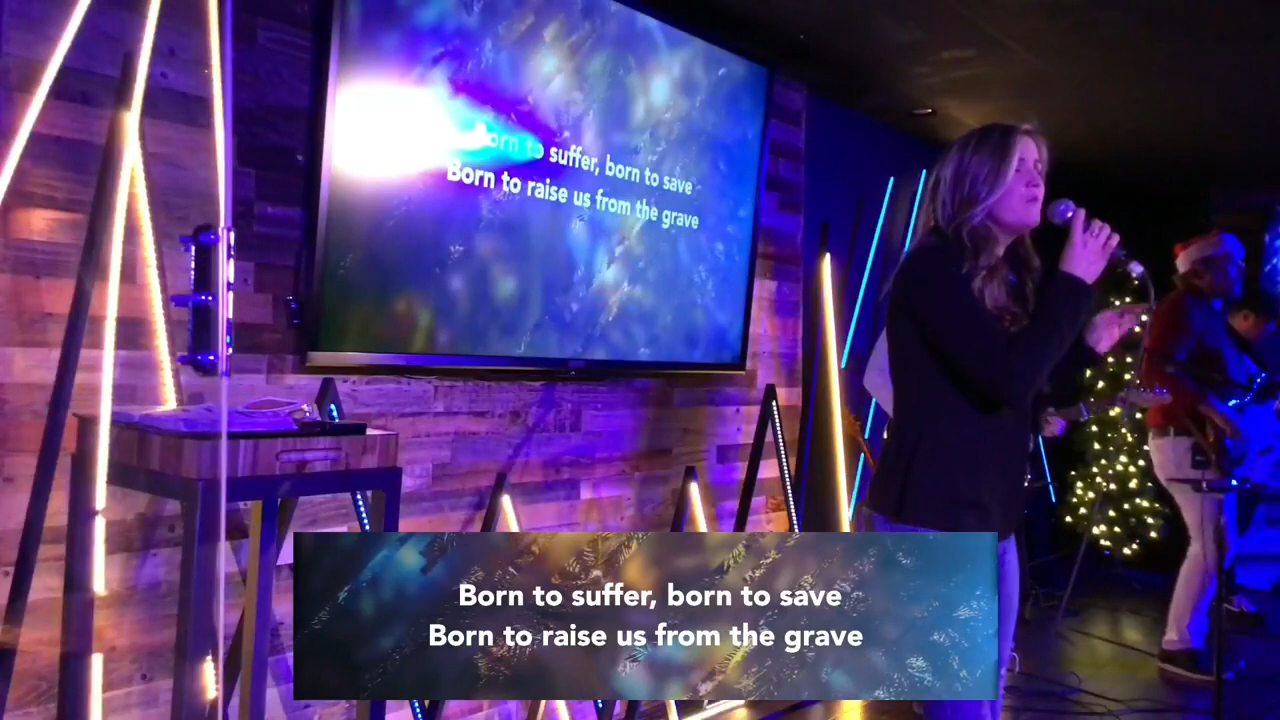 Born to suffer, born to save
Born to raise us from the grave
Born to suffer, born to save
Born to raise us from the grave